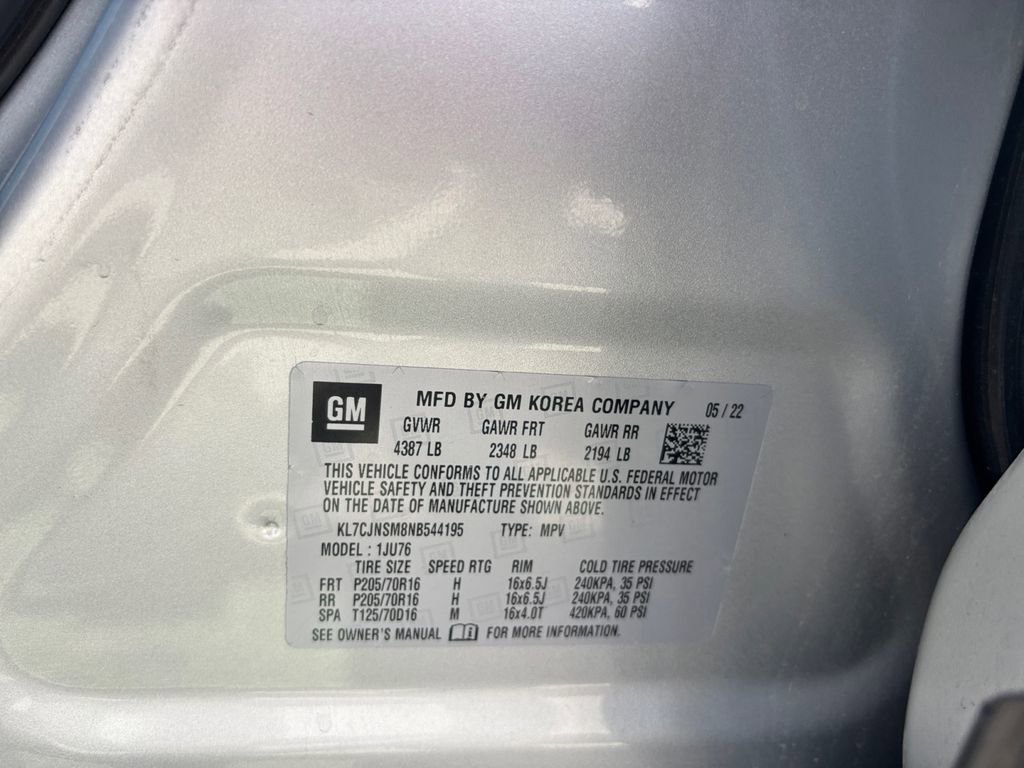 GM
MFD BY GM KOREA COMPANY 05 / 22
GVWR GAWR FRT GAWR RR
4387 LB 2348 LB 2194 LB
THIS VEHICLE CONFORMS TO ALL APPLICABLE U.S. FEDERAL MOTOR
VEHICLE SAFETY AND THEFT PREVENTION STANDARDS IN EFFECT
ON THE DATE OF MANUFACTURE SHOWN ABOVE.
KL7CJNSM8NB544195 TYPE: MPV
MODEL : 1JU76
TIRE SIZE SPEED RTG RIM COLD TIRE PRESSURE
FRT P205/70R16 H 16x6.5J 240KPA, 35 PSI
RR P205/70R16 H 16x6.5J 240KPA, 35 PSI
SPA T125/70D16 M 16x4.0T 420KPA, 60 PSI
SEE OWNER'S MANUAL FOR MORE INFORMATION.